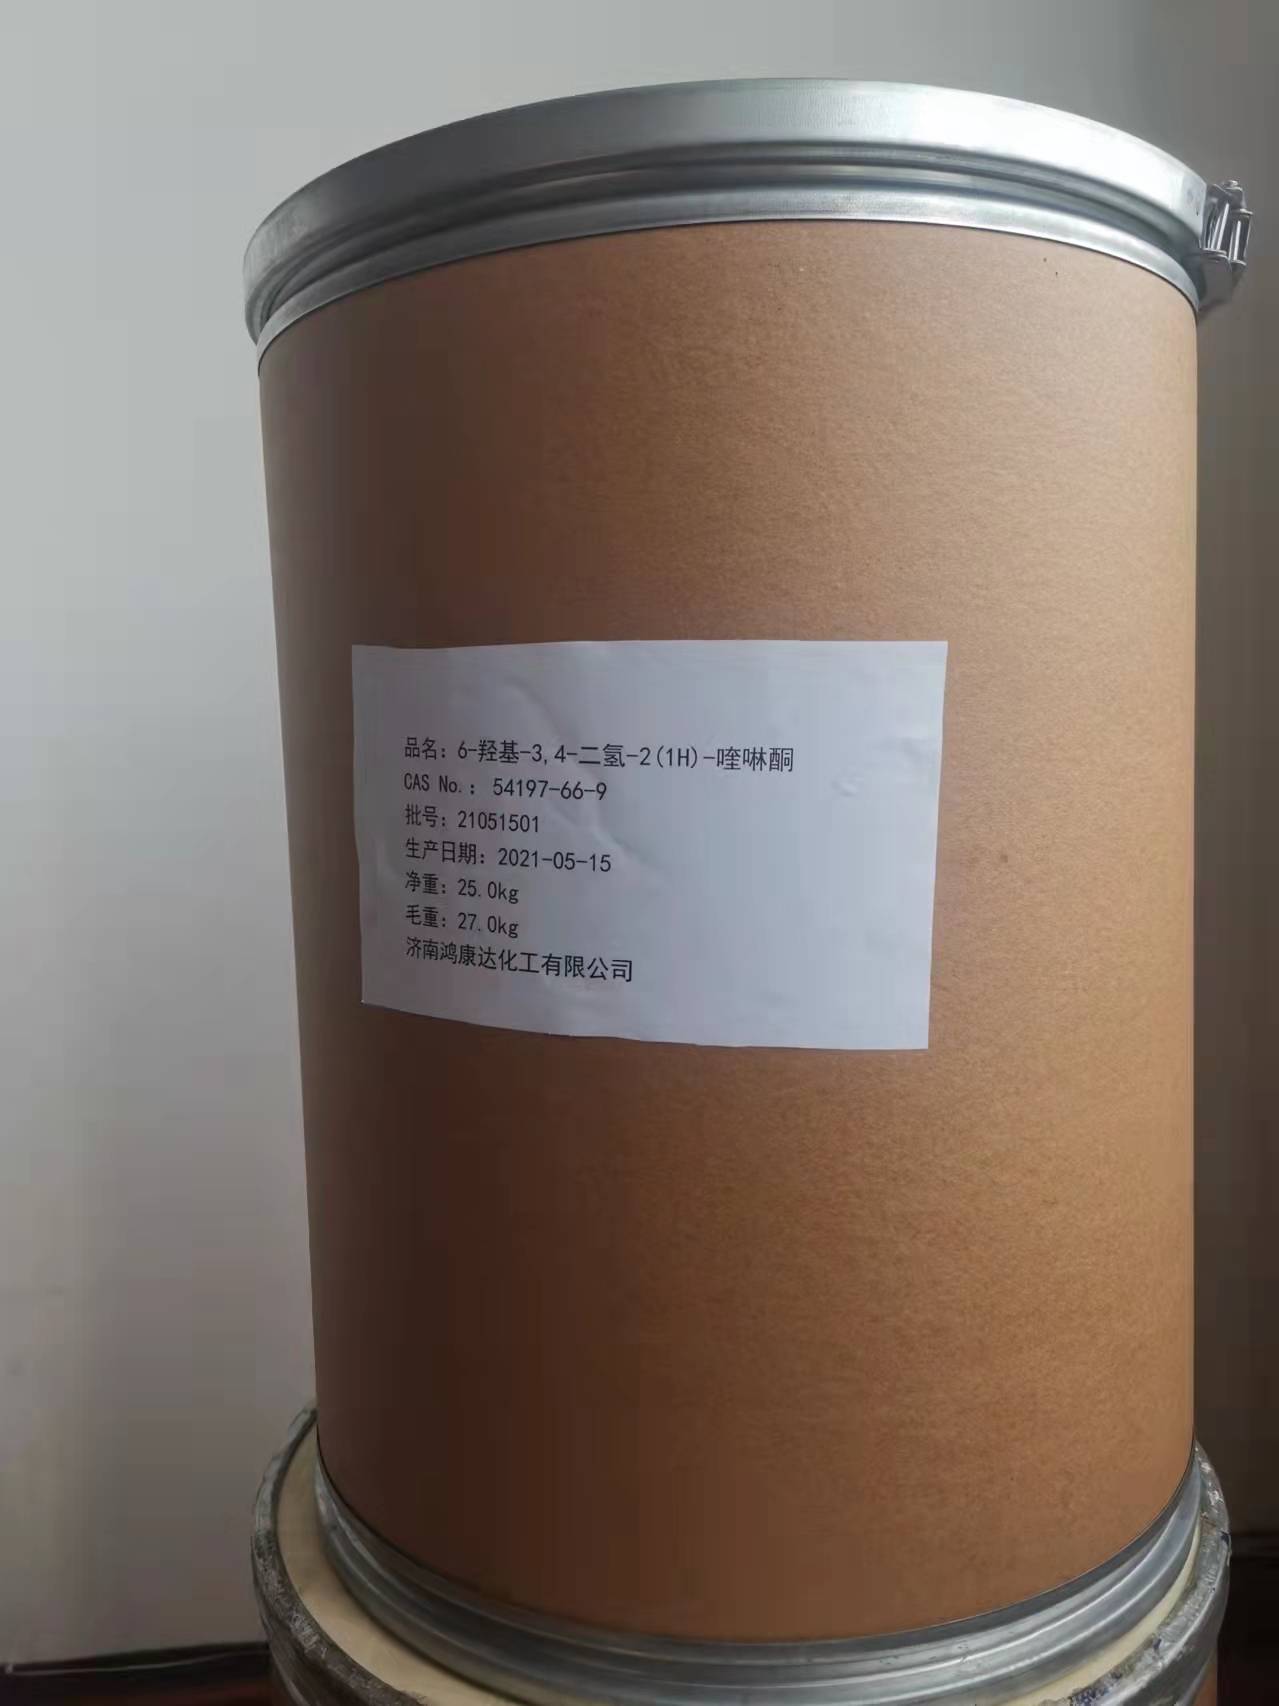 品名：6-羟基-3,4-二氢-2(1H)-喹啉酮
CAS No.： 54197-66-9
批号：21051501
生产日期：2021-05-15
净重：25.0kg
毛重：27.0kg
济南鸿康达化工有限公司